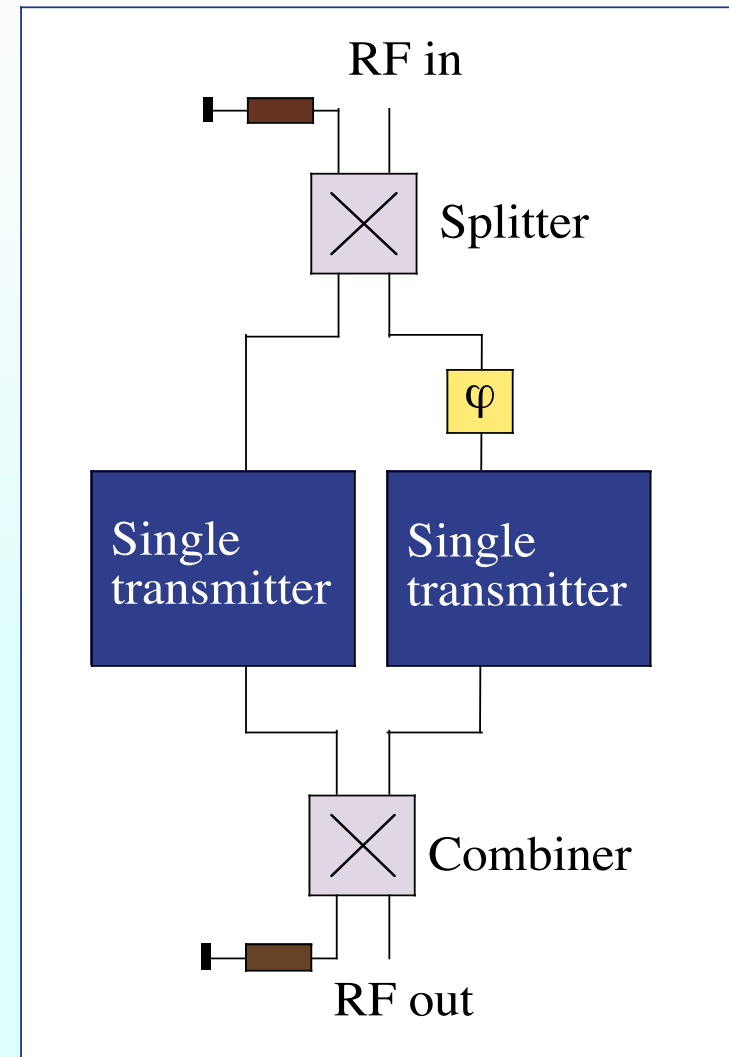 RF in
Splitter
φ
Single
transmitter
Single
transmitter
Combiner
RF out